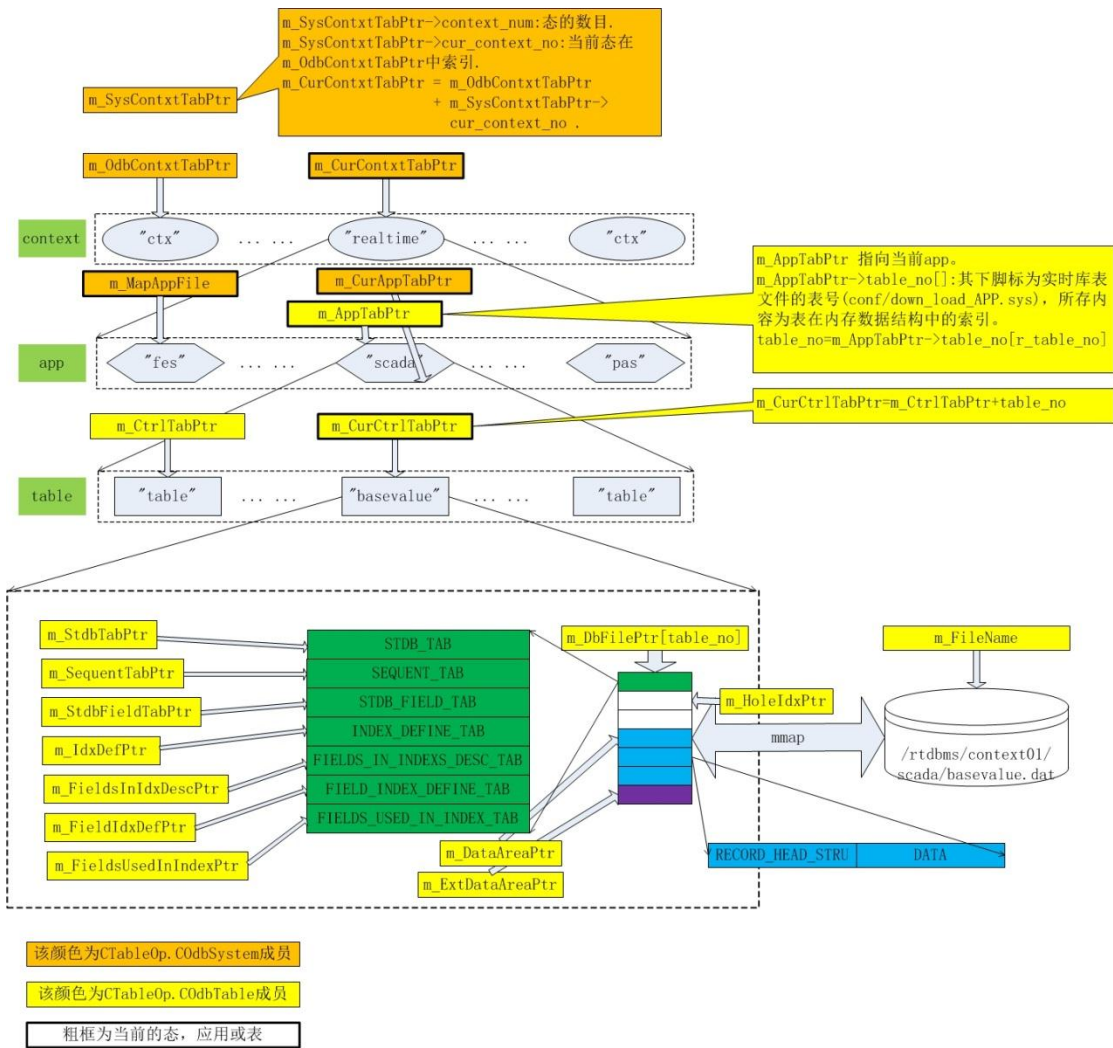 m_SysContxtTabPtr->context_num:态的数目.
m_SysContxtTabPtr->cur_context_no:当前态在
m_OdbContxtTabPtr中索引.
m_CurContxtTabPtr = m_OdbContxtTabPtr
+ m_SysContxtTabPtr->
cur_context_no .
m_SysContxtTabPtr
m_OdbContxtTabPtr
m_CurContxtTabPtr
context
"ctx"
... ...
"realtime"
... ...
"ctx"
m_MapAppFile
m_CurAppTabPtr
m_AppTabPtr
m_AppTabPtr 指向当前app。
m_AppTabPtr->table_no[]:其下脚标为实时库表
文件的表号(conf/down_load_APP.sys)，所存内
容为表在内存数据结构中的索引。
table_no=m_AppTabPtr->table_no[r_table_no]
app
"fes"
... ...
"scada"
... ...
"pas"
m_CtrlTabPtr
m_CurCtrlTabPtr
m_CurCtrlTabPtr=m_CtrlTabPtr+table_no
table
"table"
... ...
"basevalue"
... ...
"table"
m_StdbTabPtr
m_SequentTabPtr
m_StdbFieldTabPtr
m_IdxDefPtr
m_FieldsInIdxDescPtr
m_FieldIdxDefPtr
m_FieldsUsedInIndexPtr
STDB_TAB
SEQUENT_TAB
STDB_FIELD_TAB
INDEX_DEFINE_TAB
FIELDS_IN_INDEXS_DESC_TAB
FIELD_INDEX_DEFINE_TAB
FIELDS_USED_IN_INDEX_TAB
m_DbFilePtr[table_no]
m_HoleIdxPtr
m_DataAreaPtr
m_ExtDataAreaPtr
mmap
m_FileName
/rtdbms/context01/
scada/basevalue.dat
RECORD_HEAD_STRU
DATA
该颜色为CTableOp.COdbSystem成员
该颜色为CTableOp.COdbTable成员
粗框为当前的态，应用或表